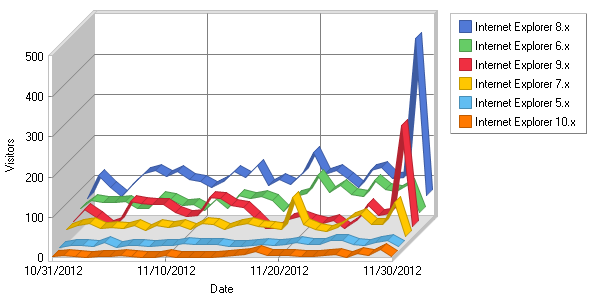 500
400
300
200
100
0
Visitors
10/31/2012
11/10/2012
11/20/2012
11/30/2012
Date
Internet Explorer 8.x
Internet Explorer 6.x
Internet Explorer 9.x
Internet Explorer 7.x
Internet Explorer 5.x
Internet Explorer 10.x